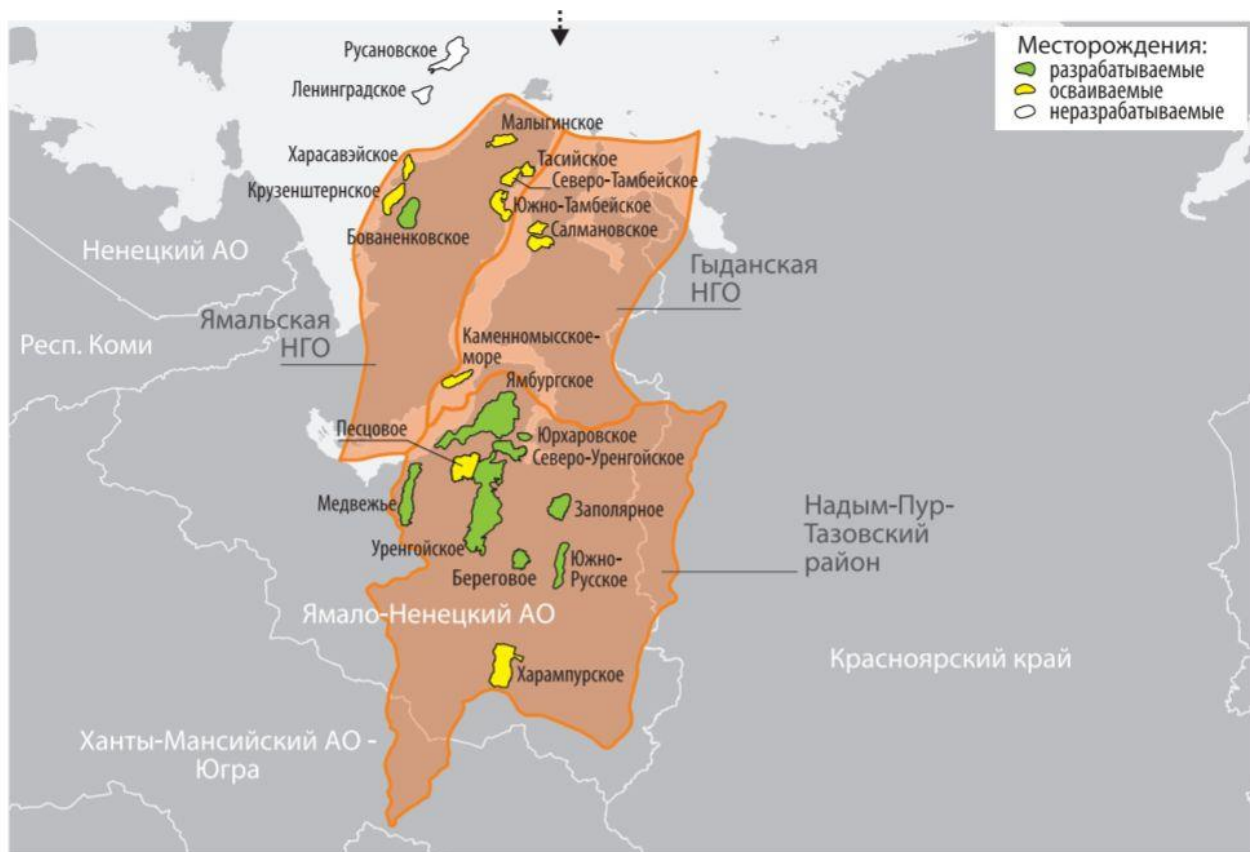 Месторождения:
разрабатываемые
осваиваемые
неразрабатываемые
Русановское
Ленинградское
Малыгинское
Харасавэйское
Тасийское
Северо-Тамбейское
Крузенштернское
Южно-Тамбейское
Бованенковское
Салмановское
Ненецкий АО
Гыданская
НГО
Ямальская
НГО
Респ. Коми
Каменномысское-
море
Ямбургское
Песцовое
Юрхаровское
Северо-Уренгойское
Медвежье
Заполярное
Надым-Пур-
Тазовский
район
Уренгойское
Береговое
Южно-
Русское
Ямало-Ненецкий АО
Красноярский край
Харампурское
Ханты-Мансийский АО -
Югра